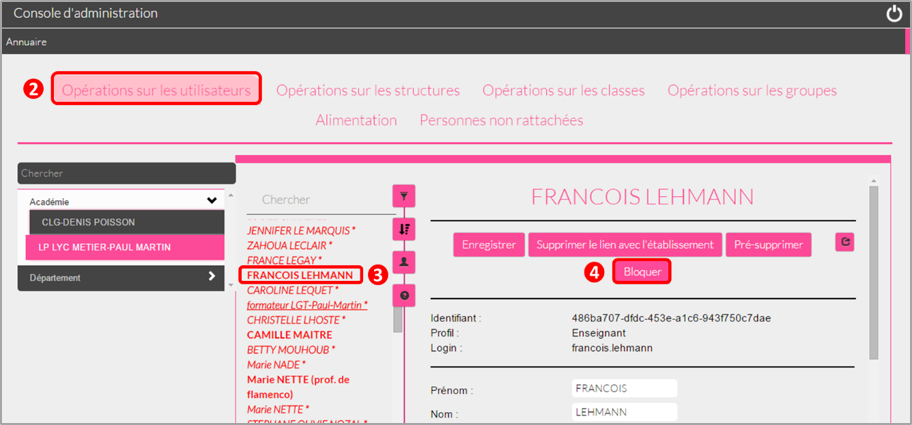 Console d'administration
Annuaire
2 Opérations sur les utilisateurs Opérations sur les structures Opérations sur les classes Opérations sur les groupes
Alimentation Personnes non rattachées
Chercher
Académie
CLG-DENIS POISSON
LP LYC METIER-PAUL MARTIN
Département
Chercher
JENNIFER LE MARQUIS *
ZAHOUA LECLAIR *
FRANCE LEGAY *
FRANCOIS LEHMANN 3
CAROLINE LEQUET *
formateur LGT-Paul-Martin *
CHRISTELLE LHOSTE *
CAMILLE MAITRE
BETTY MOUHOUB *
Marie NADE *
Marie NETTE (prof. de
flamenco)
Marie NETTE *
STEPHANE OLIVIE NOZAL *
FRANCOIS LEHMANN
Enregistrer Supprimer le lien avec l'établissement Pré-supprimer
4 Bloquer
Identifiant : 486ba707-dfdc-453e-a1c6-943f750c7dae
Profil : Enseignant
Login : francois.lehmann
Prénom : FRANCOIS
Nom : LEHMANN